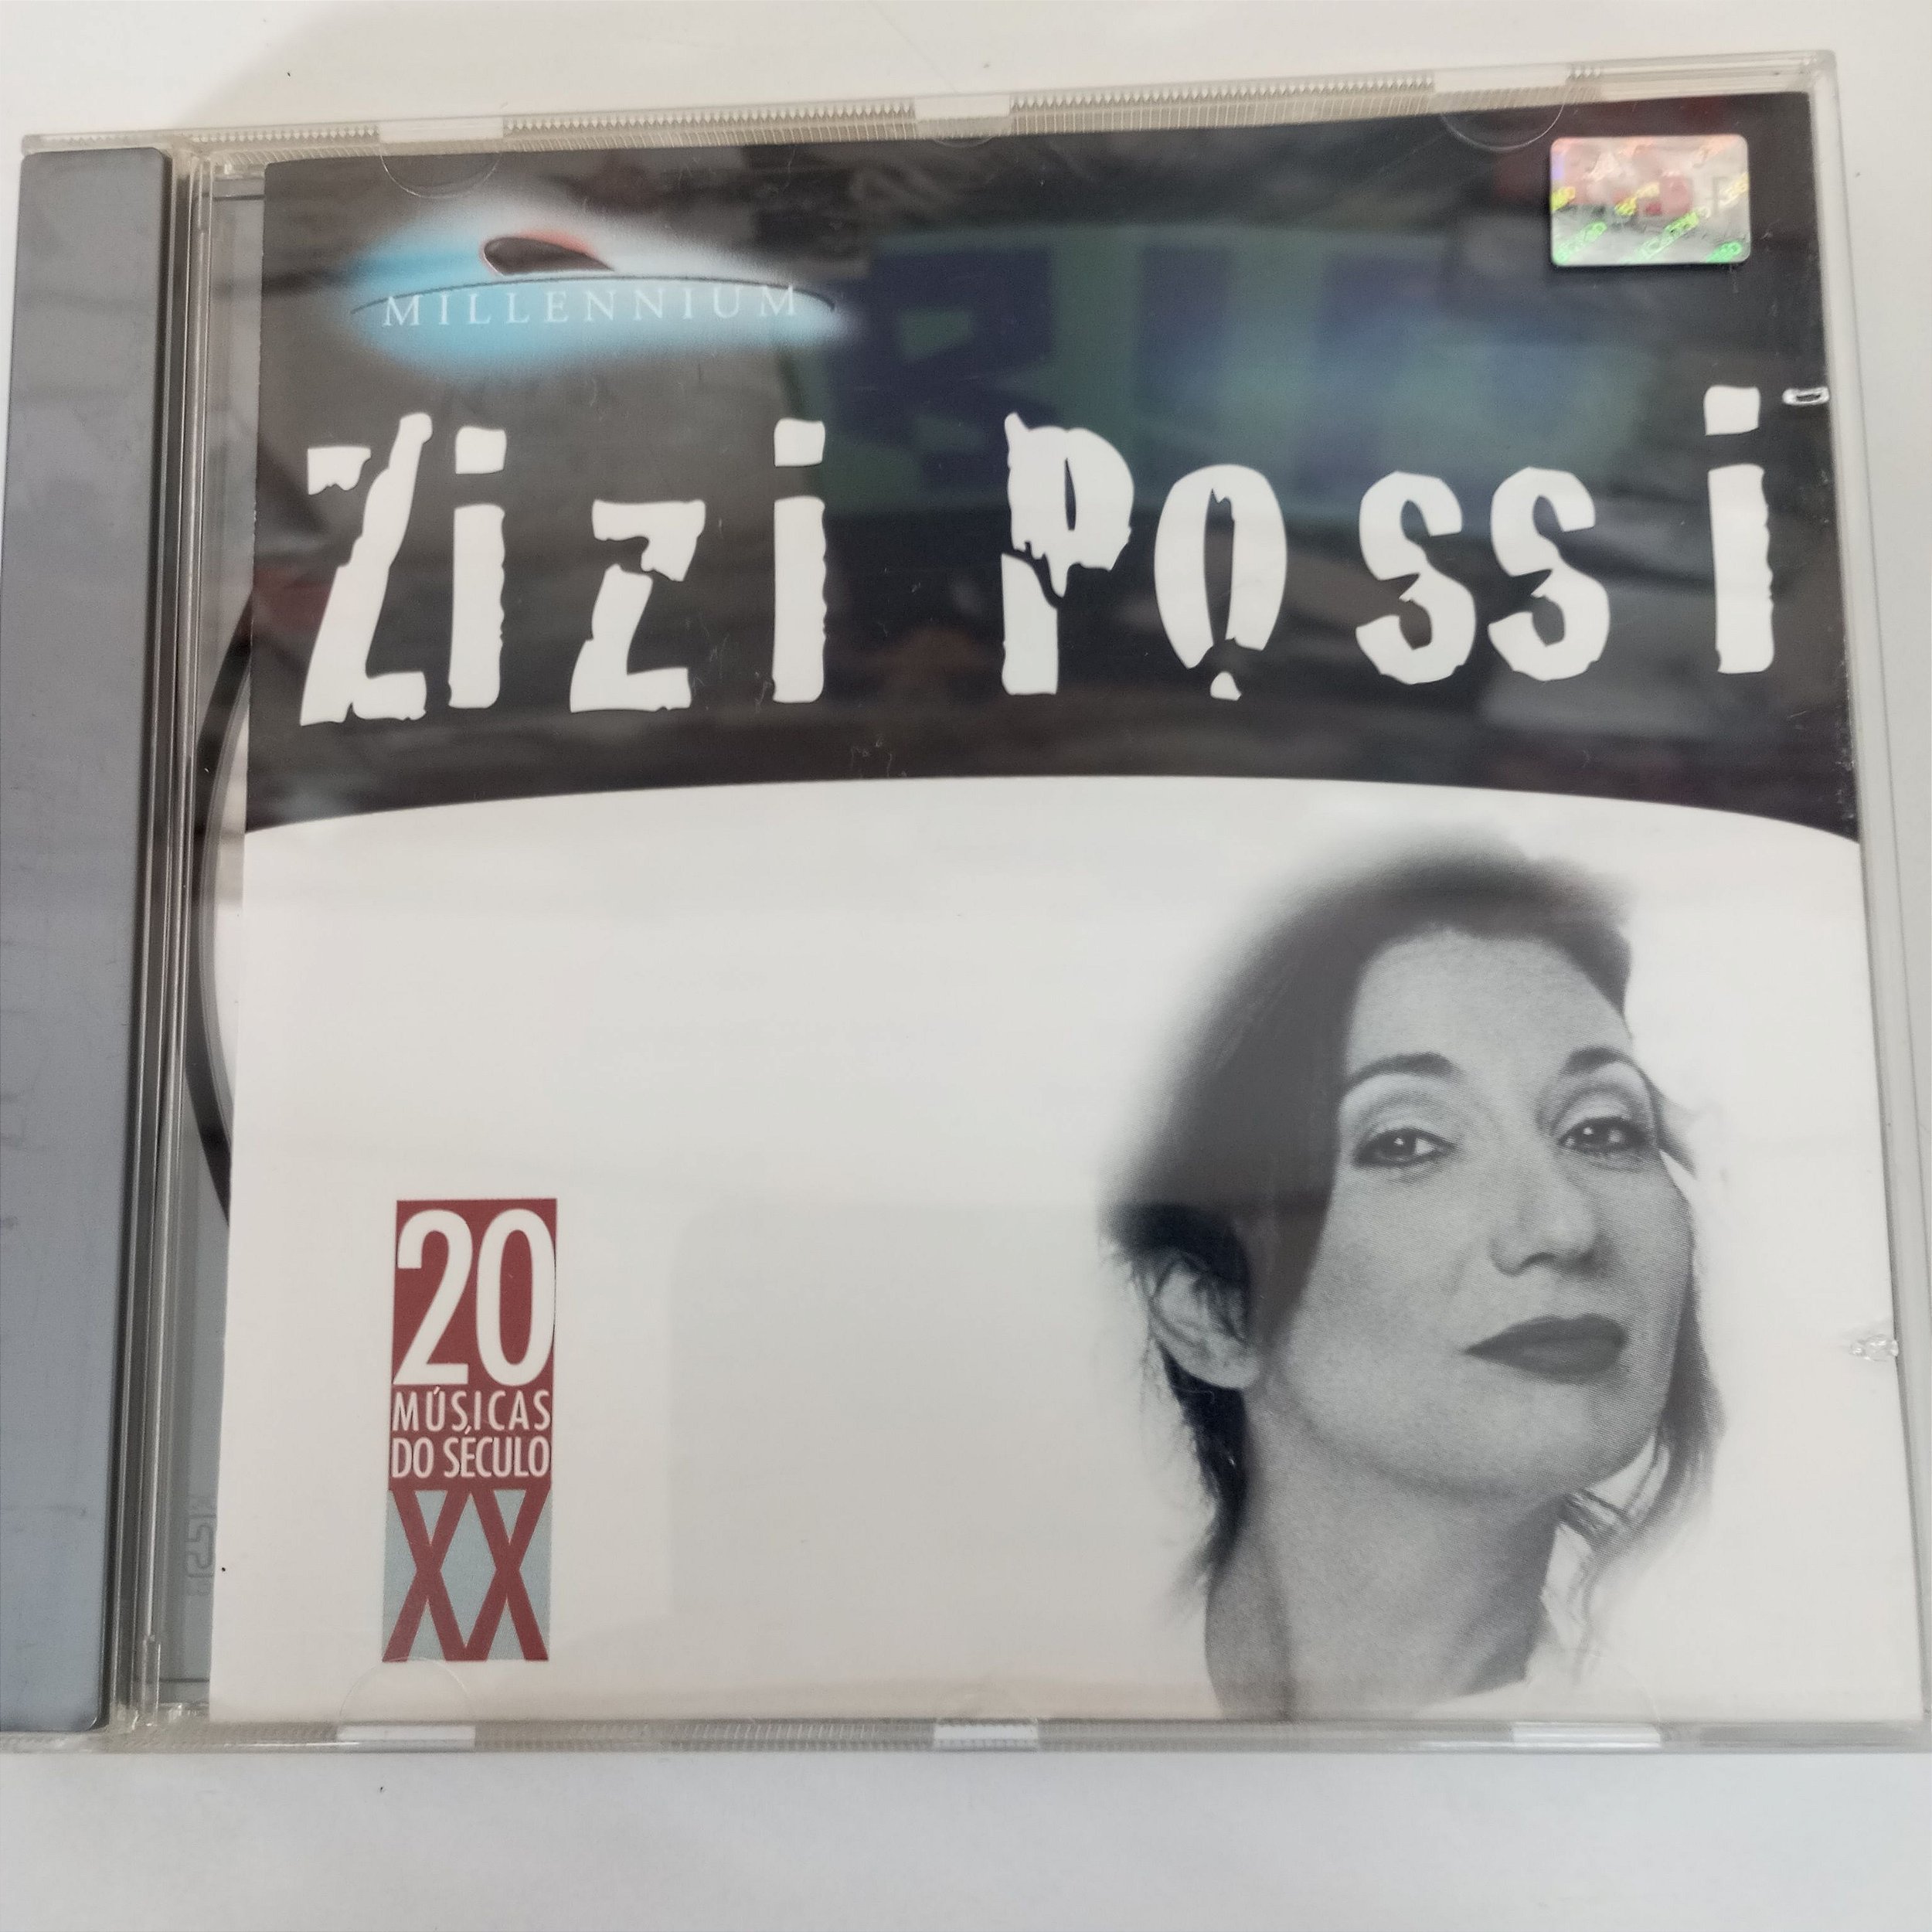 MILLENNIUM
Zizi Possi
20
MÚSICAS
DO SÉCULO
XX